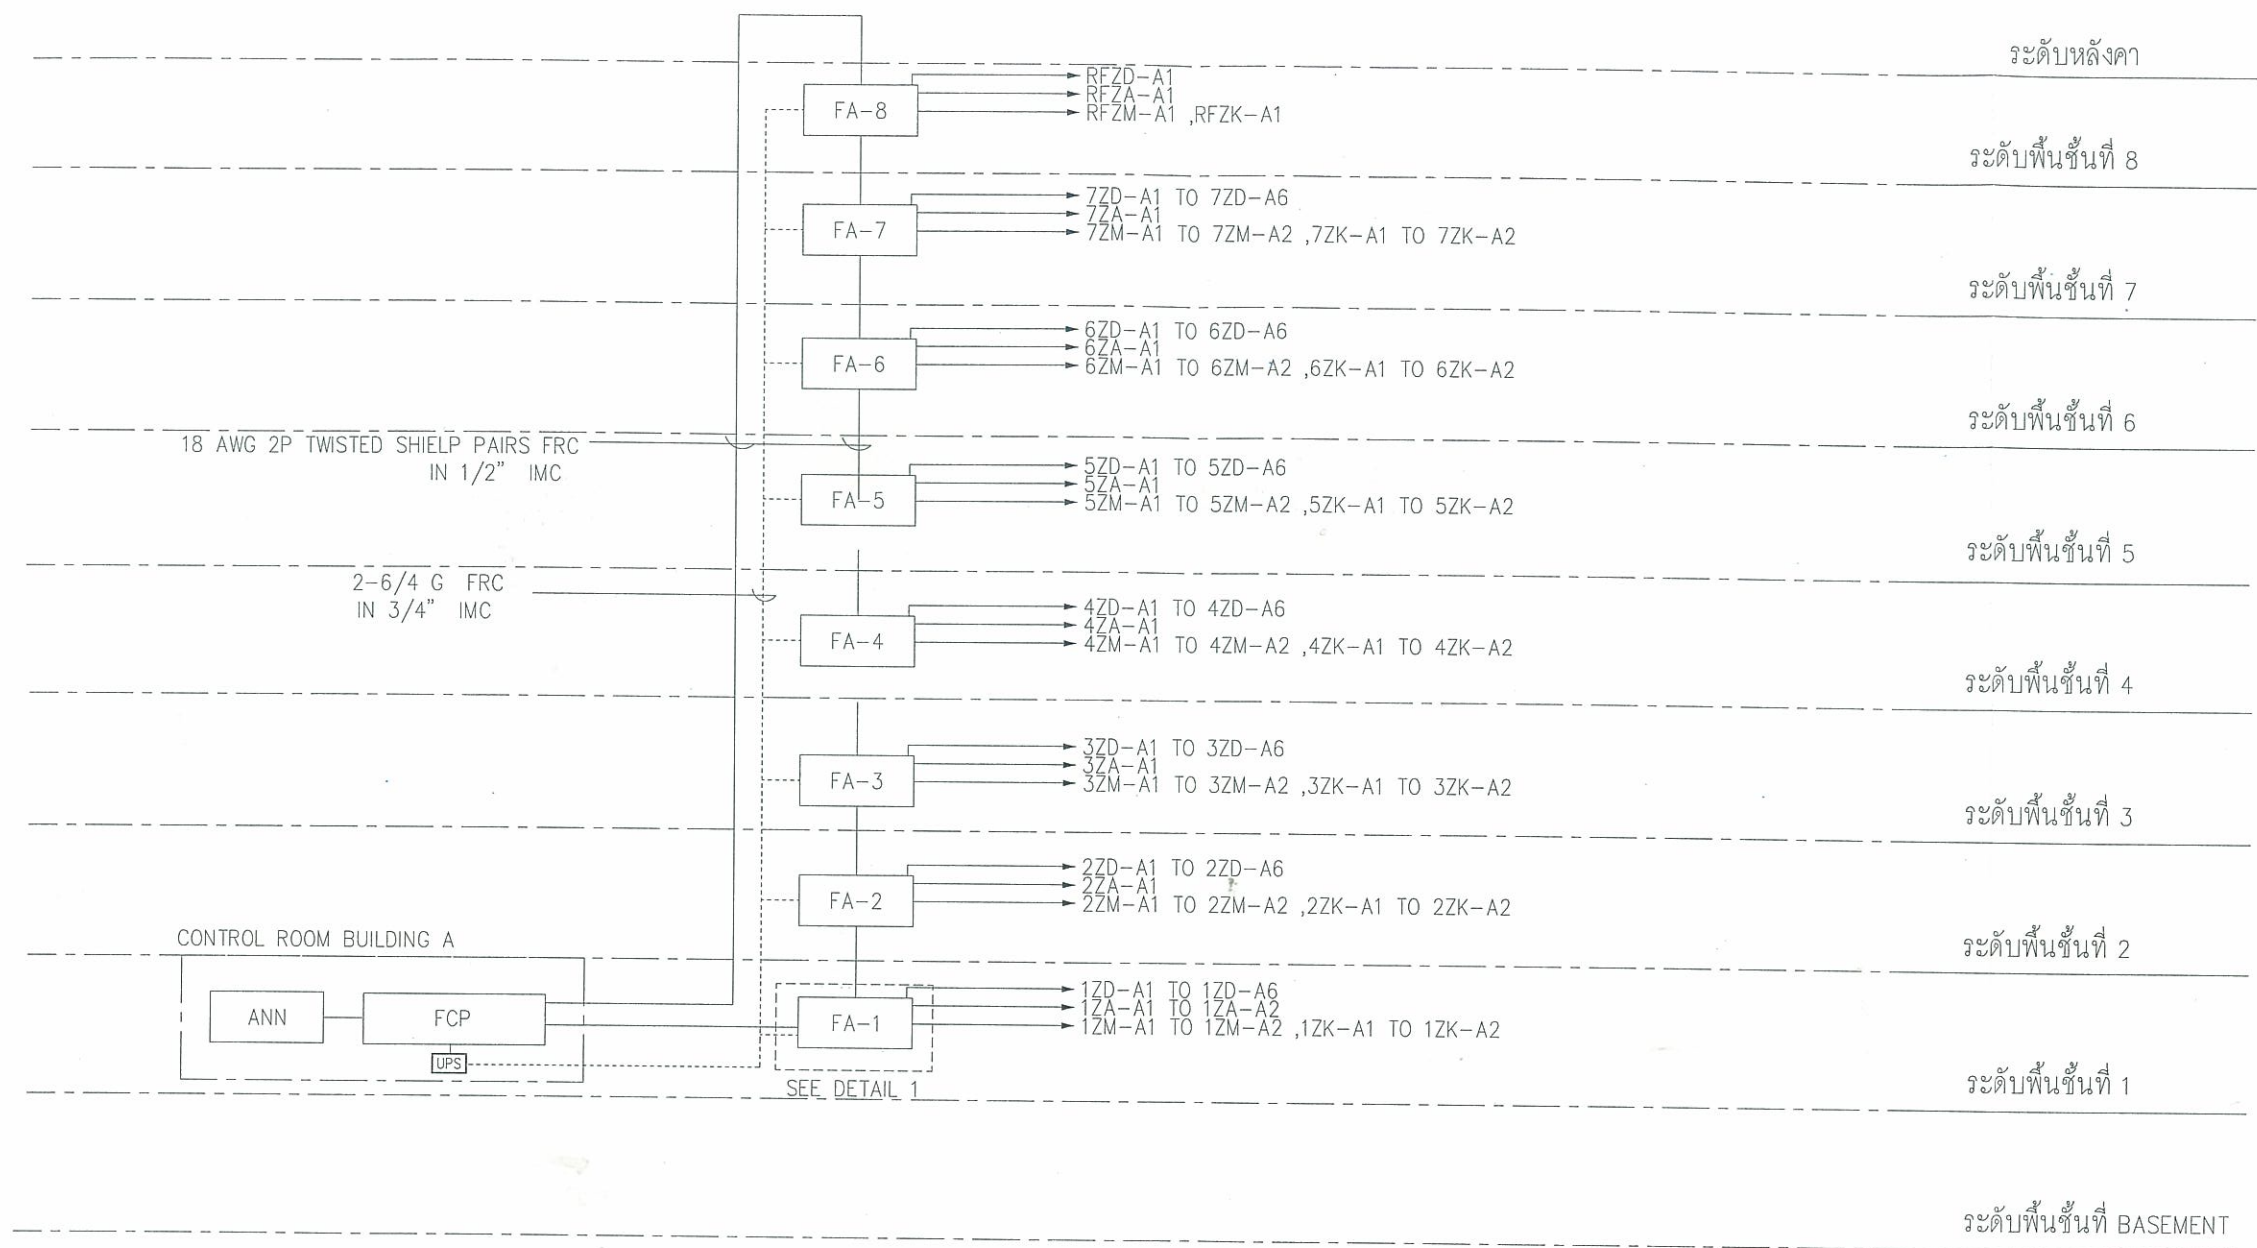 ระดับหลังคา
RFZD-A1
RFZA-A1
FA-8
RFZM-A1 ,RFZK-A1
ระดับพื้นชั้นที่ 8
7ZD-A1 TO 7ZD-A6
7ZA-A1
FA-7
7ZM-A1 TO 7ZM-A2 ,7ZK-A1 TO 7ZK-A2
ระดับพื้นชั้นที่ 7
6ZD-A1 TO 6ZD-A6
6ZA-A1
FA-6
6ZM-A1 TO 6ZM-A2 ,6ZK-A1 TO 6ZK-A2
ระดับพื้นชั้นที่ 6
18 AWG 2P TWISTED SHIELP PAIRS FRC
IN 1/2" IMC
5ZD-A1 TO 5ZD-A6
5ZA-A1
FA-5
5ZM-A1 TO 5ZM-A2 ,5ZK-A1 TO 5ZK-A2
ระดับพื้นชั้นที่ 5
2-6/4 G FRC
IN 3/4" IMC
4ZD-A1 TO 4ZD-A6
4ZA-A1
FA-4
4ZM-A1 TO 4ZM-A2 ,4ZK-A1 TO 4ZK-A2
ระดับพื้นชั้นที่ 4
3ZD-A1 TO 3ZD-A6
3ZA-A1
FA-3
3ZM-A1 TO 3ZM-A2 ,3ZK-A1 TO 3ZK-A2
ระดับพื้นชั้นที่ 3
2ZD-A1 TO 2ZD-A6
2ZA-A1
FA-2
2ZM-A1 TO 2ZM-A2 ,2ZK-A1 TO 2ZK-A2
CONTROL ROOM BUILDING A
ระดับพื้นชั้นที่ 2
1ZD-A1 TO 1ZD-A6
1ZA-A1 TO 1ZA-A2
ANN
FCP
FA-1
1ZM-A1 TO 1ZM-A2 ,1ZK-A1 TO 1ZK-A2
UPS
SEE DETAIL 1
ระดับพื้นชั้นที่ 1
ระดับพื้นชั้นที่ BASEMENT